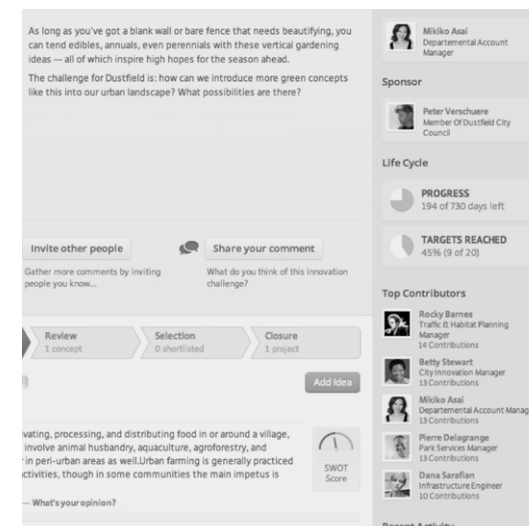 As long as you've got a blank wall or bare fence that needs beautifying, you
can tend edibles, annuals, even perennials with these vertical gardening
ideas — all of which inspire high hopes for the season ahead.
The challenge for Dustfield is: how can we introduce more green concepts
like this into our urban landscape? What possibilities are there?
Invite other people
Gather more comments by inviting
people you know...
Share your comment
What do you think of this innovation
challenge?
Review
1 concept
Selection
0 shortlisted
Closure
1 project
Add Idea
vating, processing, and distributing food in or around a village,
involve animal husbandry, aquaculture, agroforestry, and
in peri-urban areas as well.Urban farming is generally practiced
ctivities, though in some communities the main impetus is
— What's your opinion?
SWOT
Score
Mikiko Asai
Departemental Account
Manager
Sponsor
Peter Verschuere
Member Of Dustfield City
Council
Life Cycle
PROGRESS
194 of 730 days left
TARGETS REACHED
45% (9 of 20)
Top Contributors
Rocky Barnes
Traffic & Habitat Planning
Manager
14 Contributions
Betty Stewart
City Innovation Manager
13 Contributions
Mikiko Asai
Departemental Account Manag
13 Contributions
Pierre Delagrange
Park Services Manager
13 Contributions
Dana Sarafian
Infrastructure Engineer
10 Contributions
Recent Activity